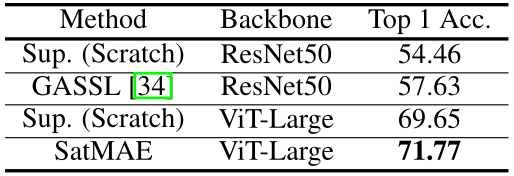 Method Backbone Top 1 Acc.
Sup. (Scratch) ResNet50 54.46
GASSL [34] ResNet50 57.63
Sup. (Scratch) ViT-Large 69.65
SatMAE ViT-Large 71.77